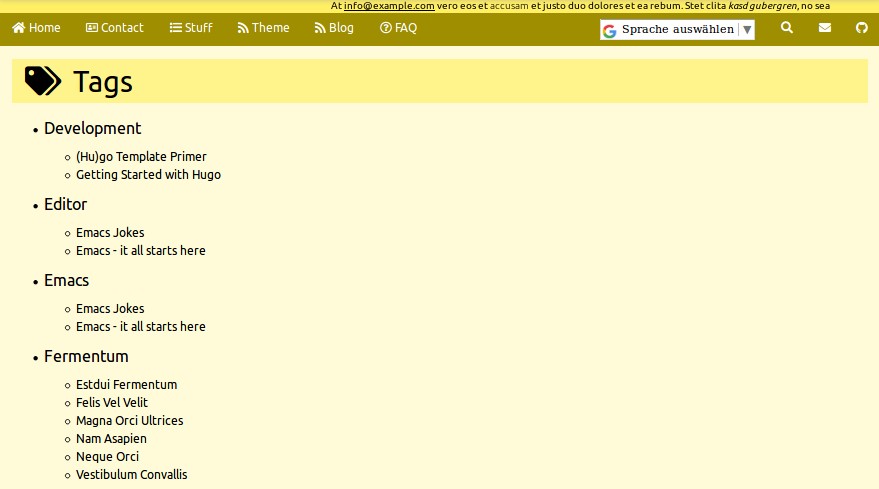 At info@example.com vero eos et accusam et justo duo dolores et ea rebum. Stet clita kasd gubergren, no sea
Home Contact Stuff Theme Blog FAQ Sprache auswählen ▼
Tags
• Development
○ (Hu)go Template Primer
○ Getting Started with Hugo
• Editor
○ Emacs Jokes
○ Emacs - it all starts here
• Emacs
○ Emacs Jokes
○ Emacs - it all starts here
• Fermentum
○ Estdui Fermentum
○ Felis Vel Velit
○ Magna Orci Ultrices
○ Nam Asapien
○ Neque Orci
○ Vestibulum Convallis